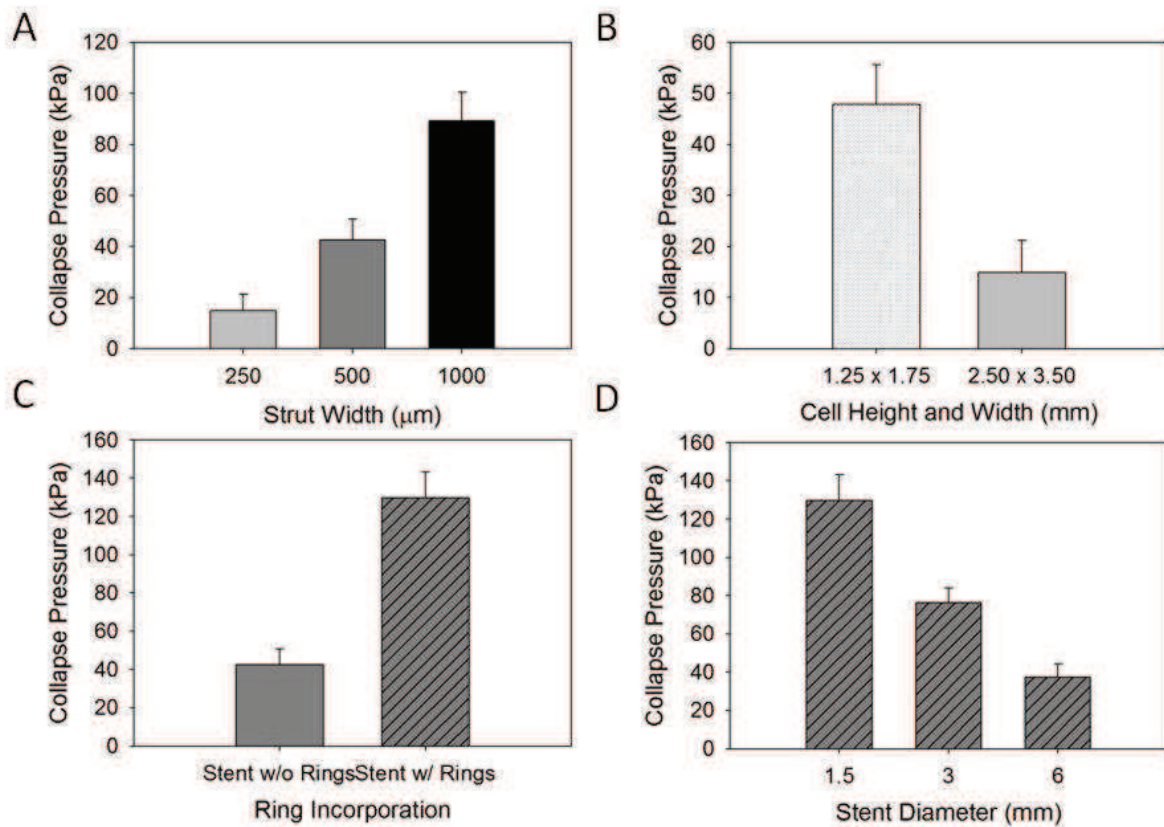 A
Collapse Pressure (kPa)
120
100
80
60
40
20
0
250 500 1000
Strut Width (μm)
B
Collapse Pressure (kPa)
60
50
40
30
20
10
0
1.25 x 1.75 2.50 x 3.50
Cell Height and Width (mm)
C
Collapse Pressure (kPa)
160
140
120
100
80
60
40
20
0
Stent w/o Rings Stent w/ Rings
Ring Incorporation
D
Collapse Pressure (kPa)
160
140
120
100
80
60
40
20
0
1.5 3 6
Stent Diameter (mm)